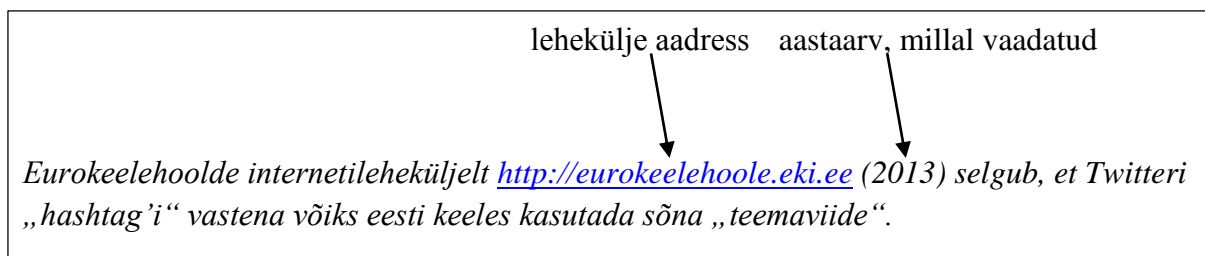 lehekülje aadress aastaarv, millal vaadatud
Eurokeelehoolde internetileheküljelt http://eurokeelehoole.eki.ee (2013) selgub, et Twitteri
„hashtag’i“ vastena võiks eesti keeles kasutada sõna „teemaviide“.